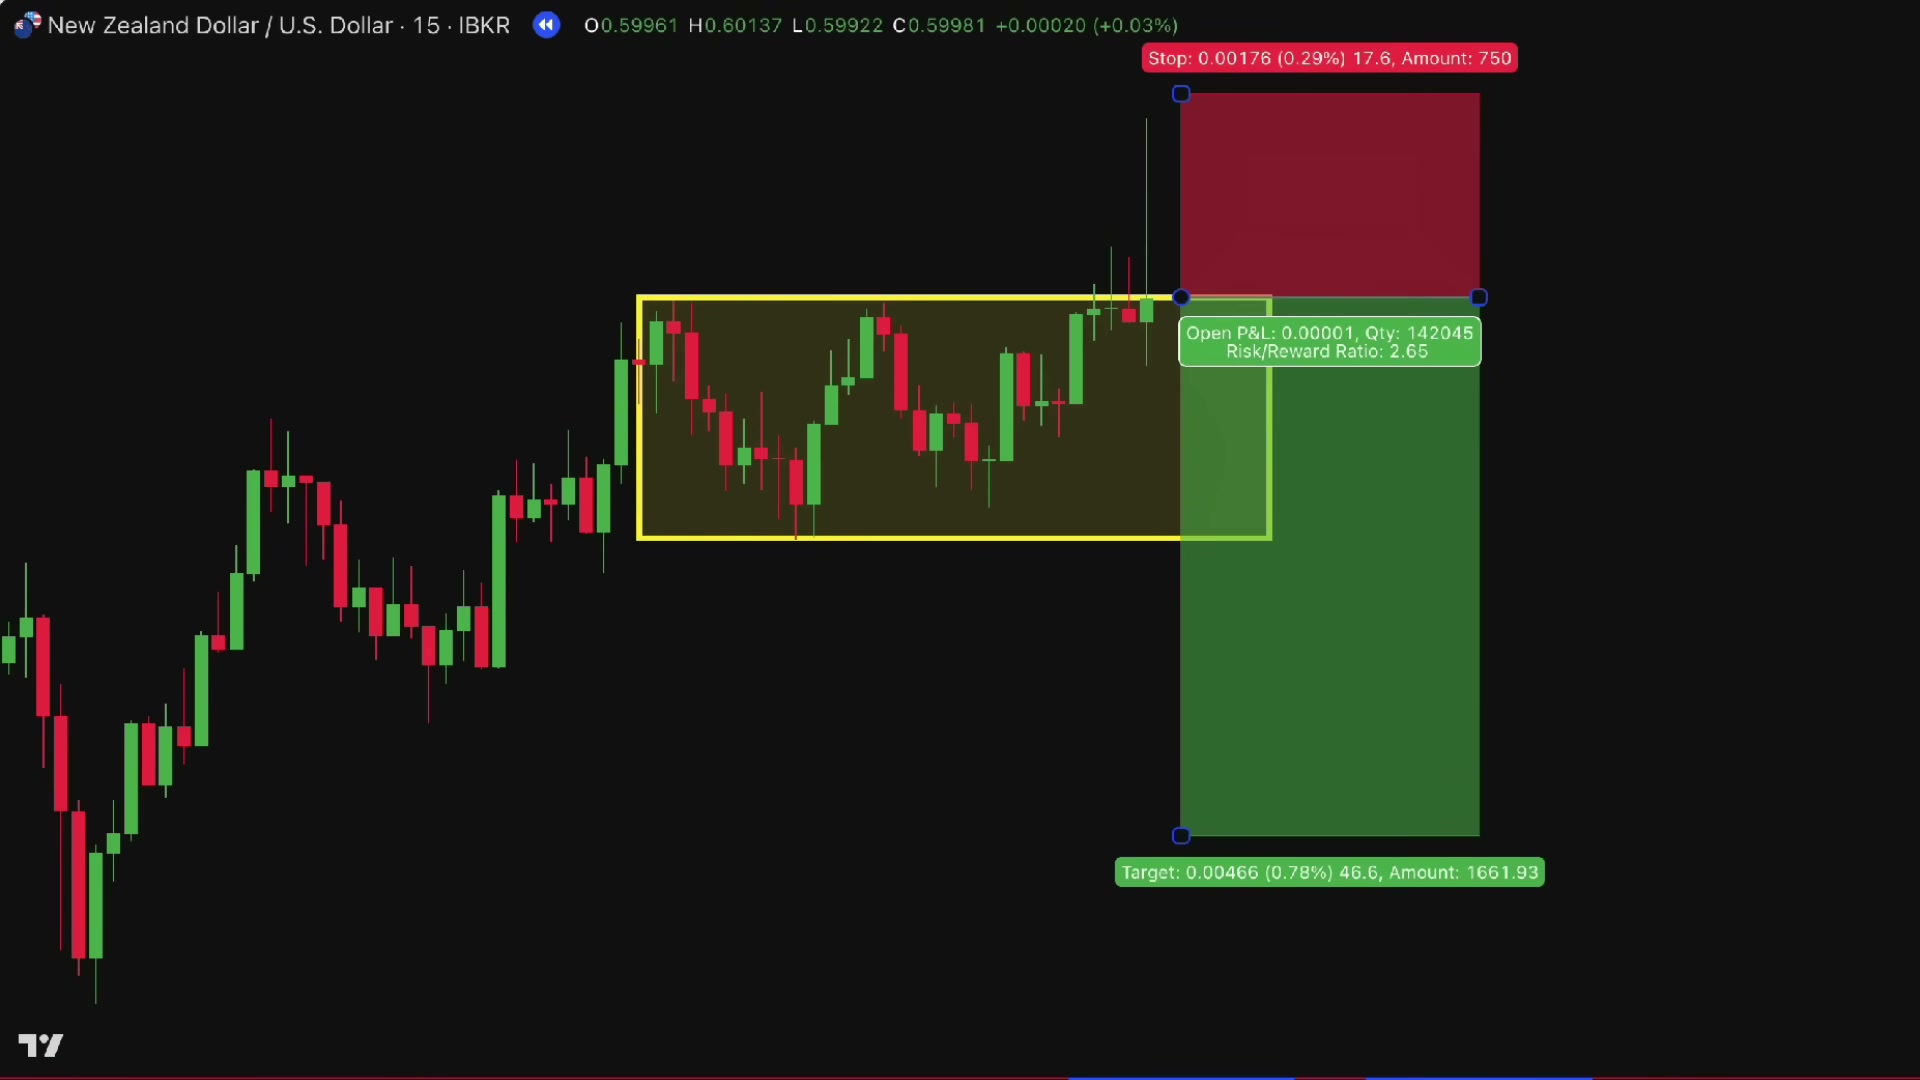 New Zealand Dollar / U.S. Dollar · 15 · IBKR O0.59961 H0.60137 L0.59922 C0.59981 +0.00020 (+0.03%)
Stop: 0.00176 (0.29%) 17.6, Amount: 750
Open P&L: 0.00001, Qty: 142045
Risk/Reward Ratio: 2.65
Target: 0.00466 (0.78%) 46.6, Amount: 1661.93